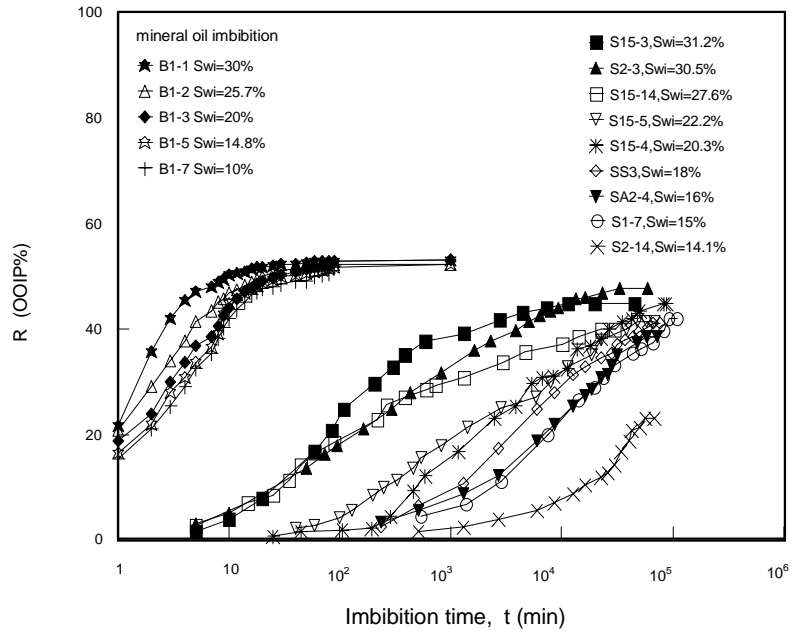 100
80
60
40
20
0
R (OOIP%)
mineral oil imbibition
B1-1 Swi=30%
B1-2 Swi=25.7%
B1-3 Swi=20%
B1-5 Swi=14.8%
B1-7 Swi=10%
S15-3,Swi=31.2%
S2-3,Swi=30.5%
S15-14,Swi=27.6%
S15-5,Swi=22.2%
S15-4,Swi=20.3%
SS3,Swi=18%
SA2-4,Swi=16%
S1-7,Swi=15%
S2-14,Swi=14.1%
1 10 10² 10³ 10⁴ 10⁵ 10⁶
Imbibition time, t (min)